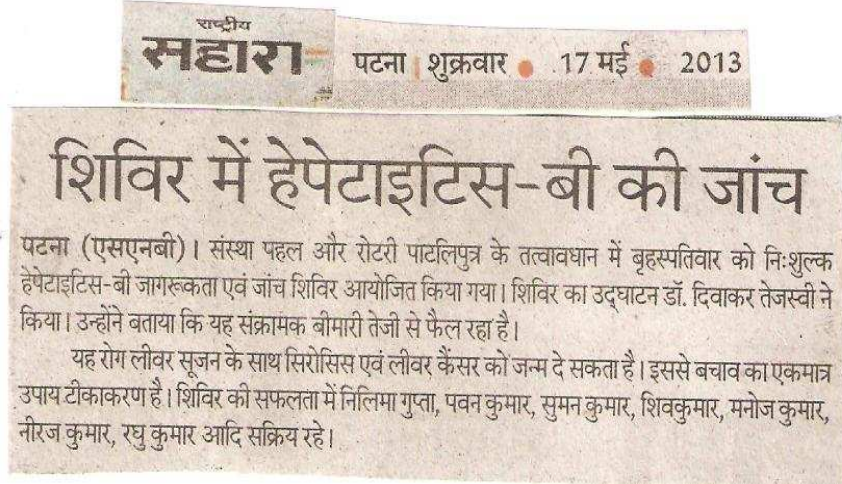 राष्ट्रीय
सहारा
पटना शुक्रवार • 17 मई • 2013
शिविर में हेपेटाइटिस-बी की जांच
पटना (एसएनबी)। संस्था पहल और रोटरी पाटलिपुत्र के तत्वावधान में बृहस्पतिवार को निःशुल्क
हेपेटाइटिस-बी जागरूकता एवं जांच शिविर आयोजित किया गया। शिविर का उद्घाटन डॉ. दिवाकर तेजस्वी ने
किया। उन्होंने बताया कि यह संक्रामक बीमारी तेजी से फैल रहा है।
यह रोग लीवर सूजन के साथ सिरोसिस एवं लीवर कैंसर को जन्म दे सकता है। इससे बचाव का एकमात्र
उपाय टीकाकरण है। शिविर की सफलता में निलिमा गुप्ता, पवन कुमार, सुमन कुमार, शिवकुमार, मनोज कुमार,
नीरज कुमार, रघु कुमार आदि सक्रिय रहे।